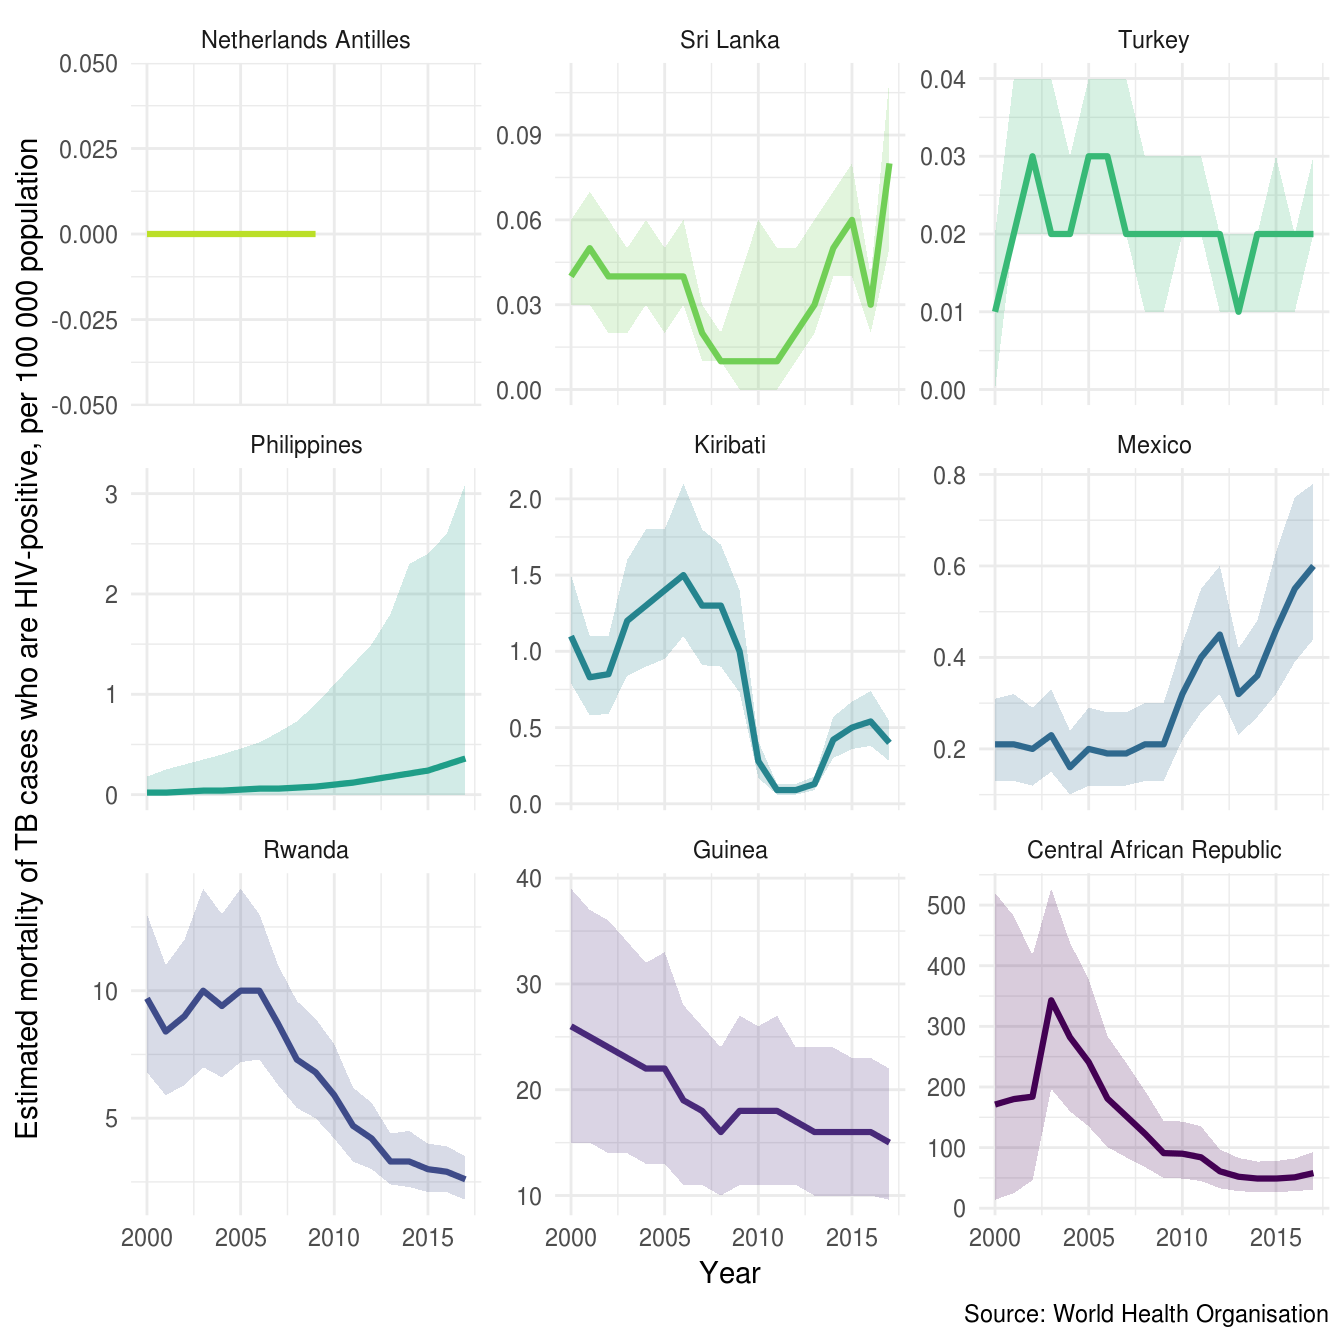 Netherlands Antilles
Sri Lanka
Turkey
0.050
0.025
0.000
-0.025
-0.050
0.09
0.06
0.03
0.00
0.04
0.03
0.02
0.01
0.00
Estimated mortality of TB cases who are HIV-positive, per 100 000 population
Philippines
Kiribati
Mexico
3
2
1
0
2.0
1.5
1.0
0.5
0.0
0.8
0.6
0.4
0.2
Rwanda
Guinea
Central African Republic
10
5
40
30
20
10
500
400
300
200
100
0
2000 2005 2010 2015
2000 2005 2010 2015
2000 2005 2010 2015
Year
Source: World Health Organisation